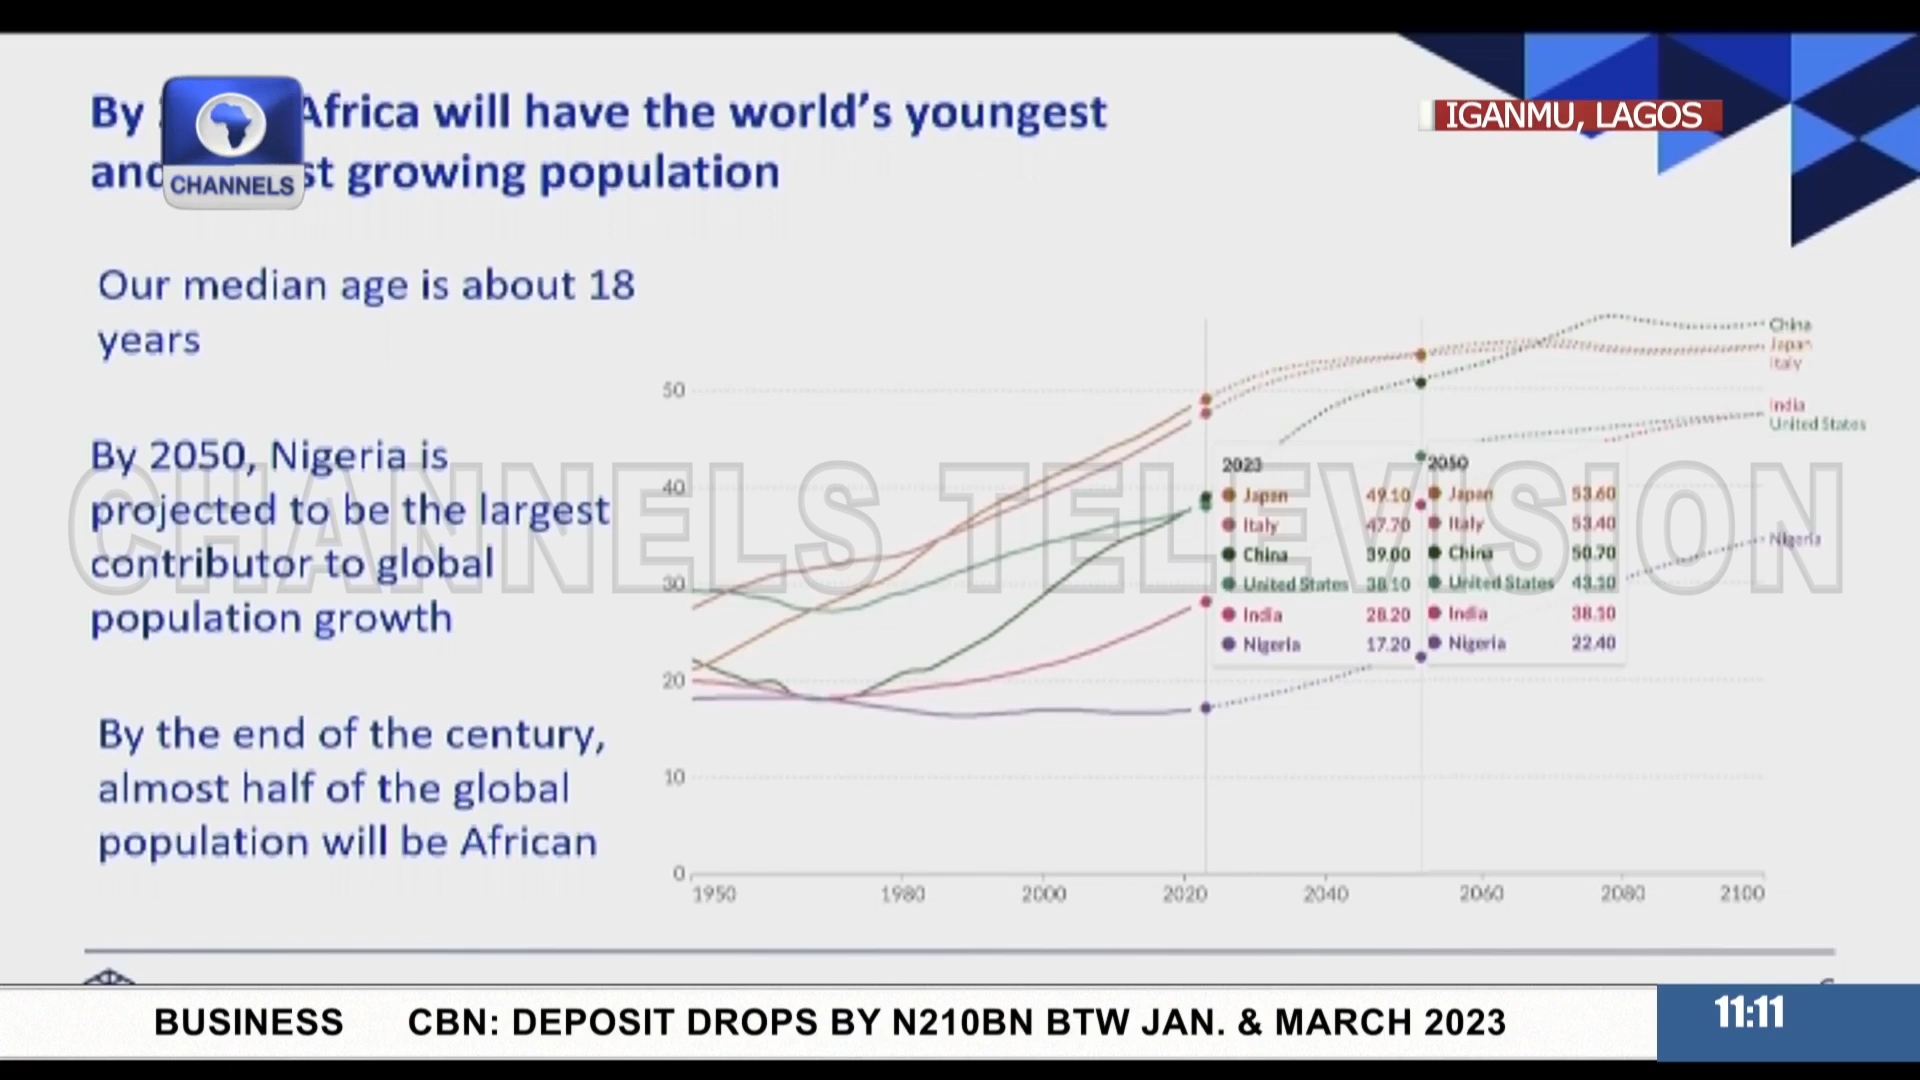 By Africa will have the world's youngest
and st growing population
CHANNELS
IGANMU, LAGOS
Our median age is about 18
years
By 2050, Nigeria is
projected to be the largest
contributor to global
population growth
By the end of the century,
almost half of the global
population will be African
CHANNELS TELEVISION
50
40
30
20
10
0
1950 1980 2000 2020 2040 2060 2080 2100
2023
Japan 49.10
Italy 47.70
China 39.00
United States 38.10
India 28.20
Nigeria 17.20
2050
Japan 53.60
Italy 53.40
China 50.70
United States 43.10
India 38.10
Nigeria 22.40
China
Japan
Italy
India
United States
Nigeria
BUSINESS CBN: DEPOSIT DROPS BY N210BN BTW JAN. & MARCH 2023
11:11